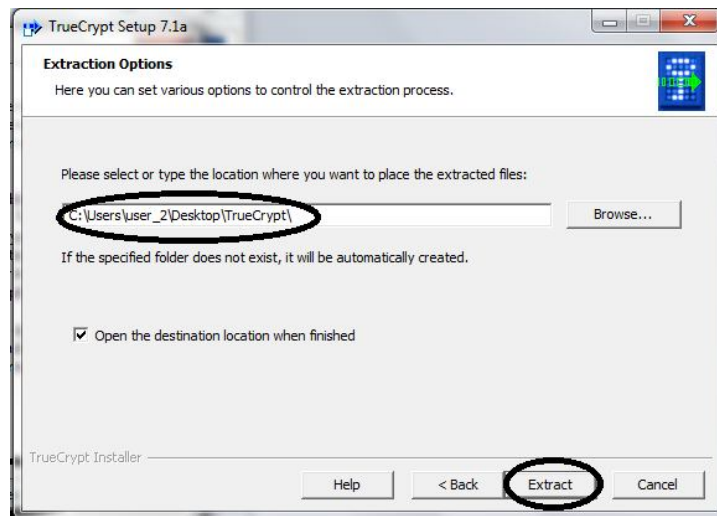 TrueCrypt Setup 7.1a
Extraction Options
Here you can set various options to control the extraction process.
Please select or type the location where you want to place the extracted files:
C:\Users\user_2\Desktop\TrueCrypt\
Browse...
If the specified folder does not exist, it will be automatically created.
Open the destination location when finished
TrueCrypt Installer
Help
< Back
Extract
Cancel